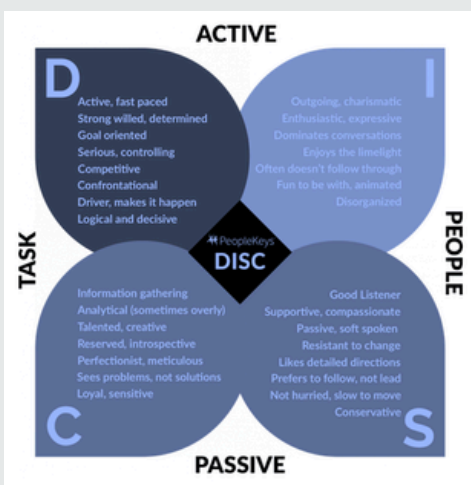 ACTIVE
D
Active, fast paced
Strong willed, determined
Goal oriented
Serious, controlling
Competitive
Confrontational
Driver, makes it happen
Logical and decisive
I
Outgoing, charismatic
Enthusiastic, expressive
Dominates conversations
Enjoys the limelight
Often doesn't follow through
Fun to be with, animated
Disorganized
TASK
PeopleKeys
DISC
PEOPLE
Information gathering
Analytical (sometimes overly)
Talented, creative
Reserved, introspective
Perfectionist, meticulous
Sees problems, not solutions
Loyal, sensitive
C
Good Listener
Supportive, compassionate
Passive, soft spoken
Resistant to change
Likes detailed directions
Prefers to follow, not lead
Not hurried, slow to move
Conservative
S
PASSIVE